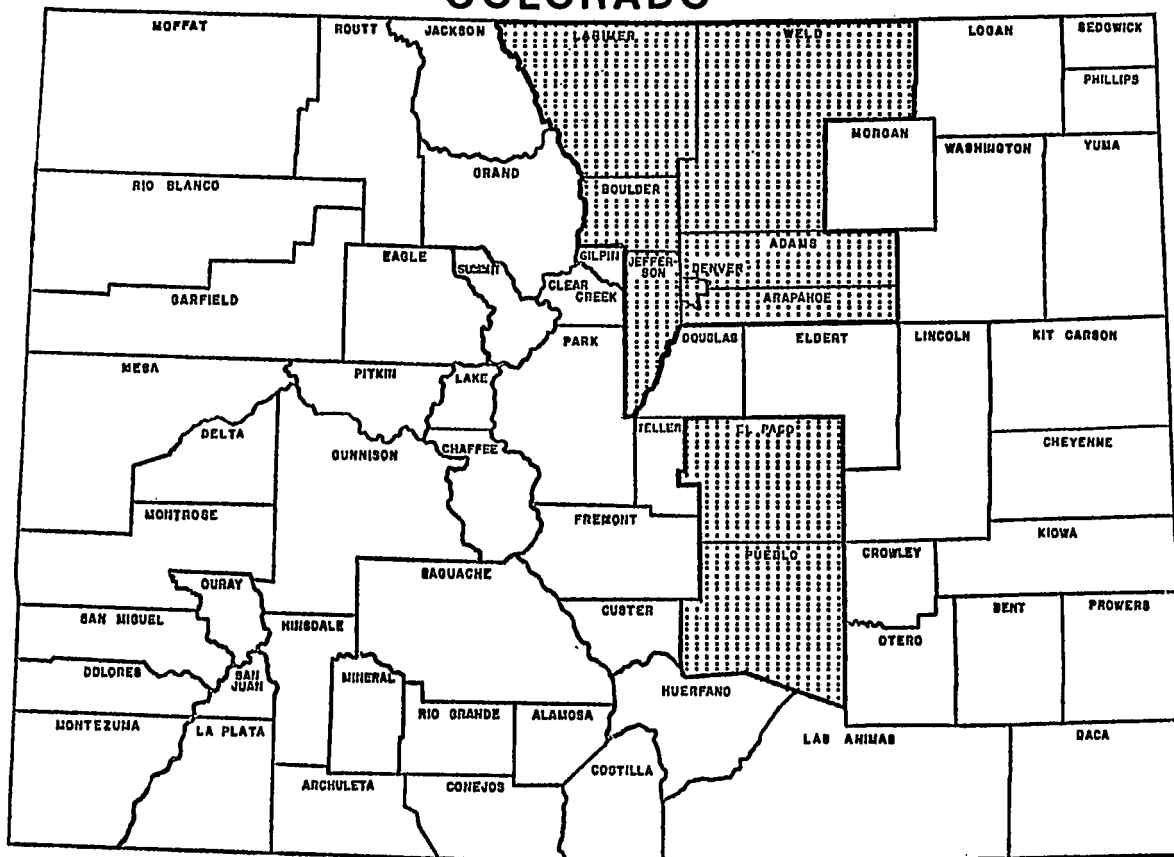 COLORADO
MOFFAT
ROUTT
JACKSON
LARIMER
WELD
LOGAN
SEDGWICK
PHILLIPS
MORGAN
WASHINGTON
YUMA
RIO BLANCO
GRAND
BOULDER
EAGLE
SUMMIT
GILPIN
JEFFER-
SON
ADAMS
DENVER
CLEAR
CREEK
ARAPAHOE
GARFIELD
PARK
DOUGLAS
ELBERT
LINCOLN
KIT CARSON
MESA
PITKIN
LAKE
DELTA
GUNNISON
CHAFFEE
TELLER
EL PASO
CHEYENNE
MONTROSE
FREMONT
KIOWA
PUEBLO
CROWLEY
OURAY
SAGUACHE
SAN MIGUEL
HINSDALE
CUSTER
OTERO
BENT
PROWERS
DOLORES
SAN
JUAN
MINERAL
HUERFANO
MONTEZUMA
LA PLATA
RIO GRANDE
ALAMOSA
LAS ANIMAS
BACA
ARCHULETA
CONEJOS
COSTILLA